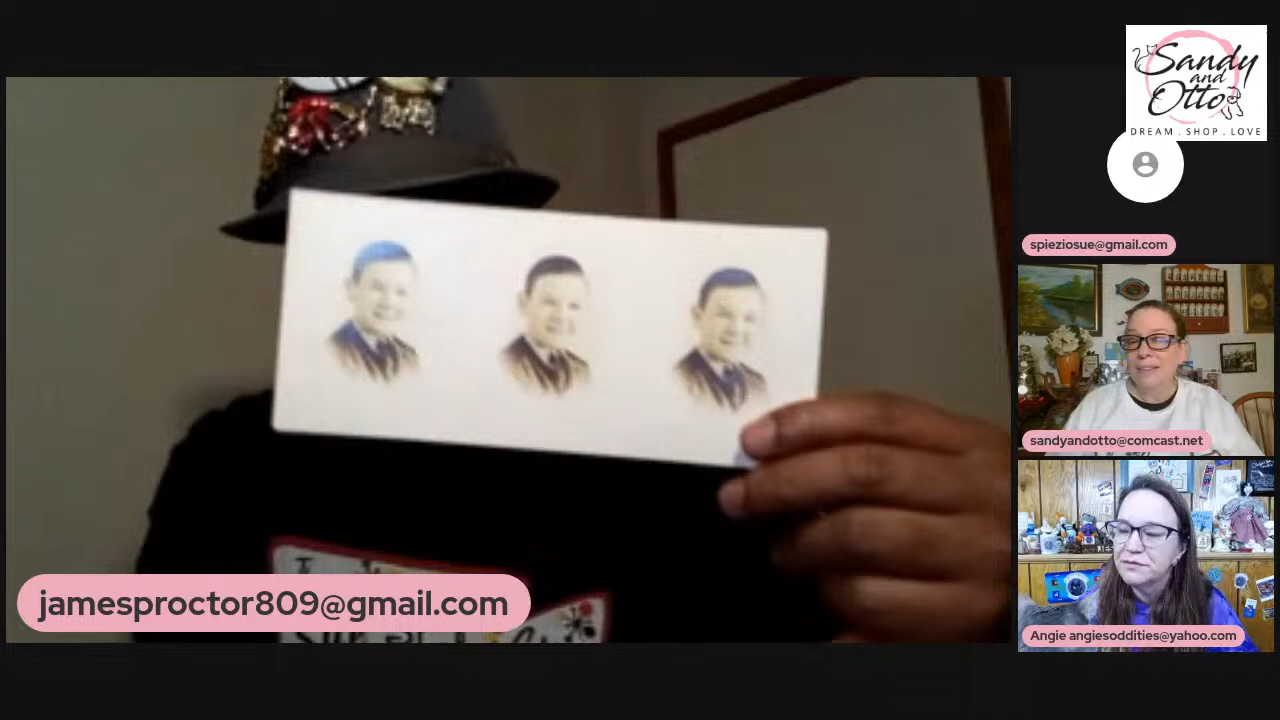 jamesproctor809@gmail.com
Sandy
and
Otto
DREAM . SHOP . LOVE
spieziosue@gmail.com
sandyandotto@comcast.net
Angie angiesoddities@yahoo.com